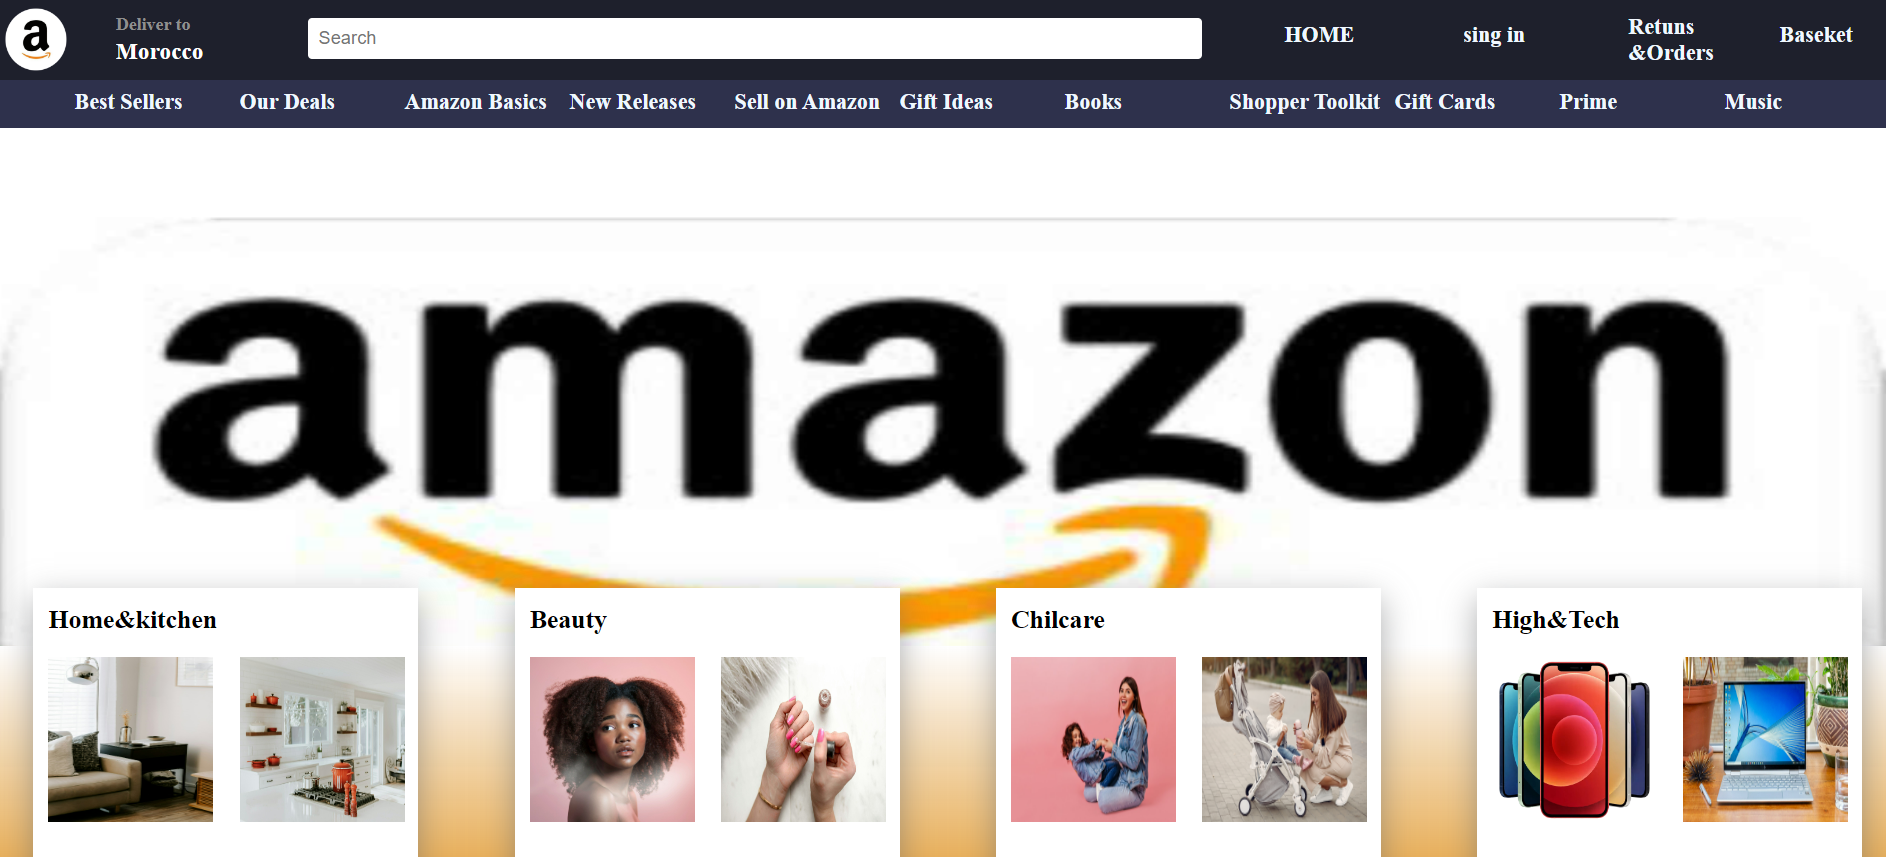 a
Deliver to
Morocco
Search
HOME
sing in
Retuns
&Orders
Baseket
Best Sellers
Our Deals
Amazon Basics
New Releases
Sell on Amazon
Gift Ideas
Books
Shopper Toolkit
Gift Cards
Prime
Music
amazon
Home&kitchen
Beauty
Chilcare
High&Tech